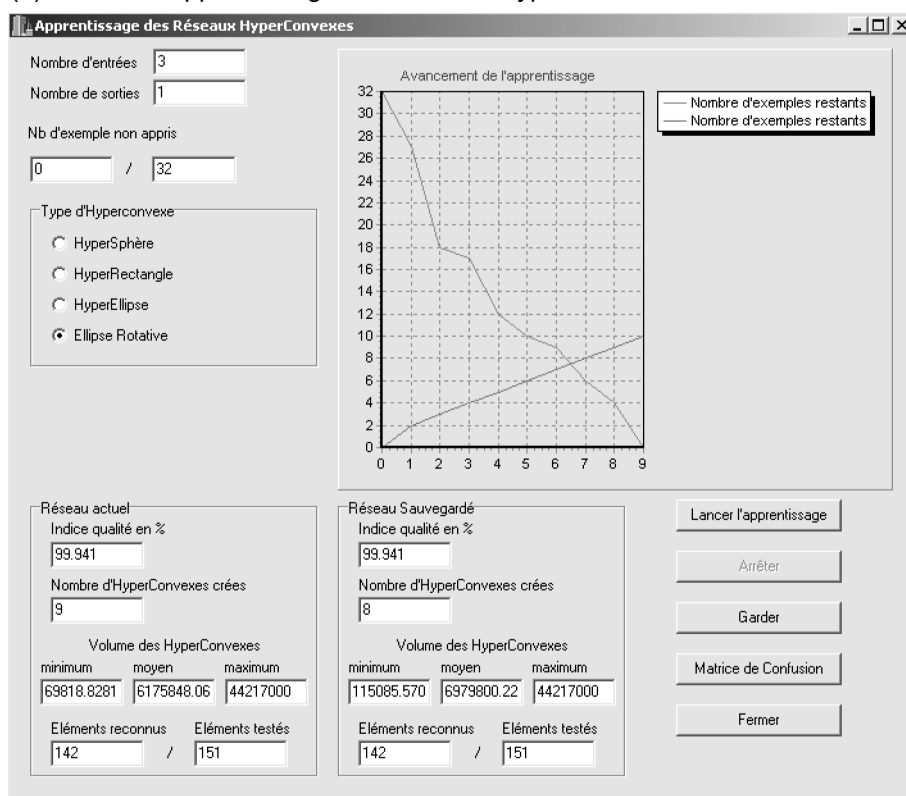 Apprentissage des Réseaux HyperConvexes
Nombre d'entrées 3
Nombre de sorties 1
Nb d'exemple non appris
0 / 32
Type d'Hyperconvexe
HyperSphère
HyperRectangle
HyperEllipse
Ellipse Rotative
Avancement de l'apprentissage
32
30
28
26
24
22
20
18
16
14
12
10
8
6
4
2
0
0 1 2 3 4 5 6 7 8 9
Nombre d'exemples restants
Nombre d'exemples restants
Réseau actuel
Indice qualité en %
99.941
Nombre d'HyperConvexes crées
9
Volume des HyperConvexes
minimum moyen maximum
69818.8281 6175848.06 44217000
Eléments reconnus Eléments testés
142 / 151
Réseau Sauvegardé
Indice qualité en %
99.941
Nombre d'HyperConvexes crées
8
Volume des HyperConvexes
minimum moyen maximum
115085.570 6979800.22 44217000
Eléments reconnus Eléments testés
142 / 151
Lancer l'apprentissage
Arrêter
Garder
Matrice de Confusion
Fermer